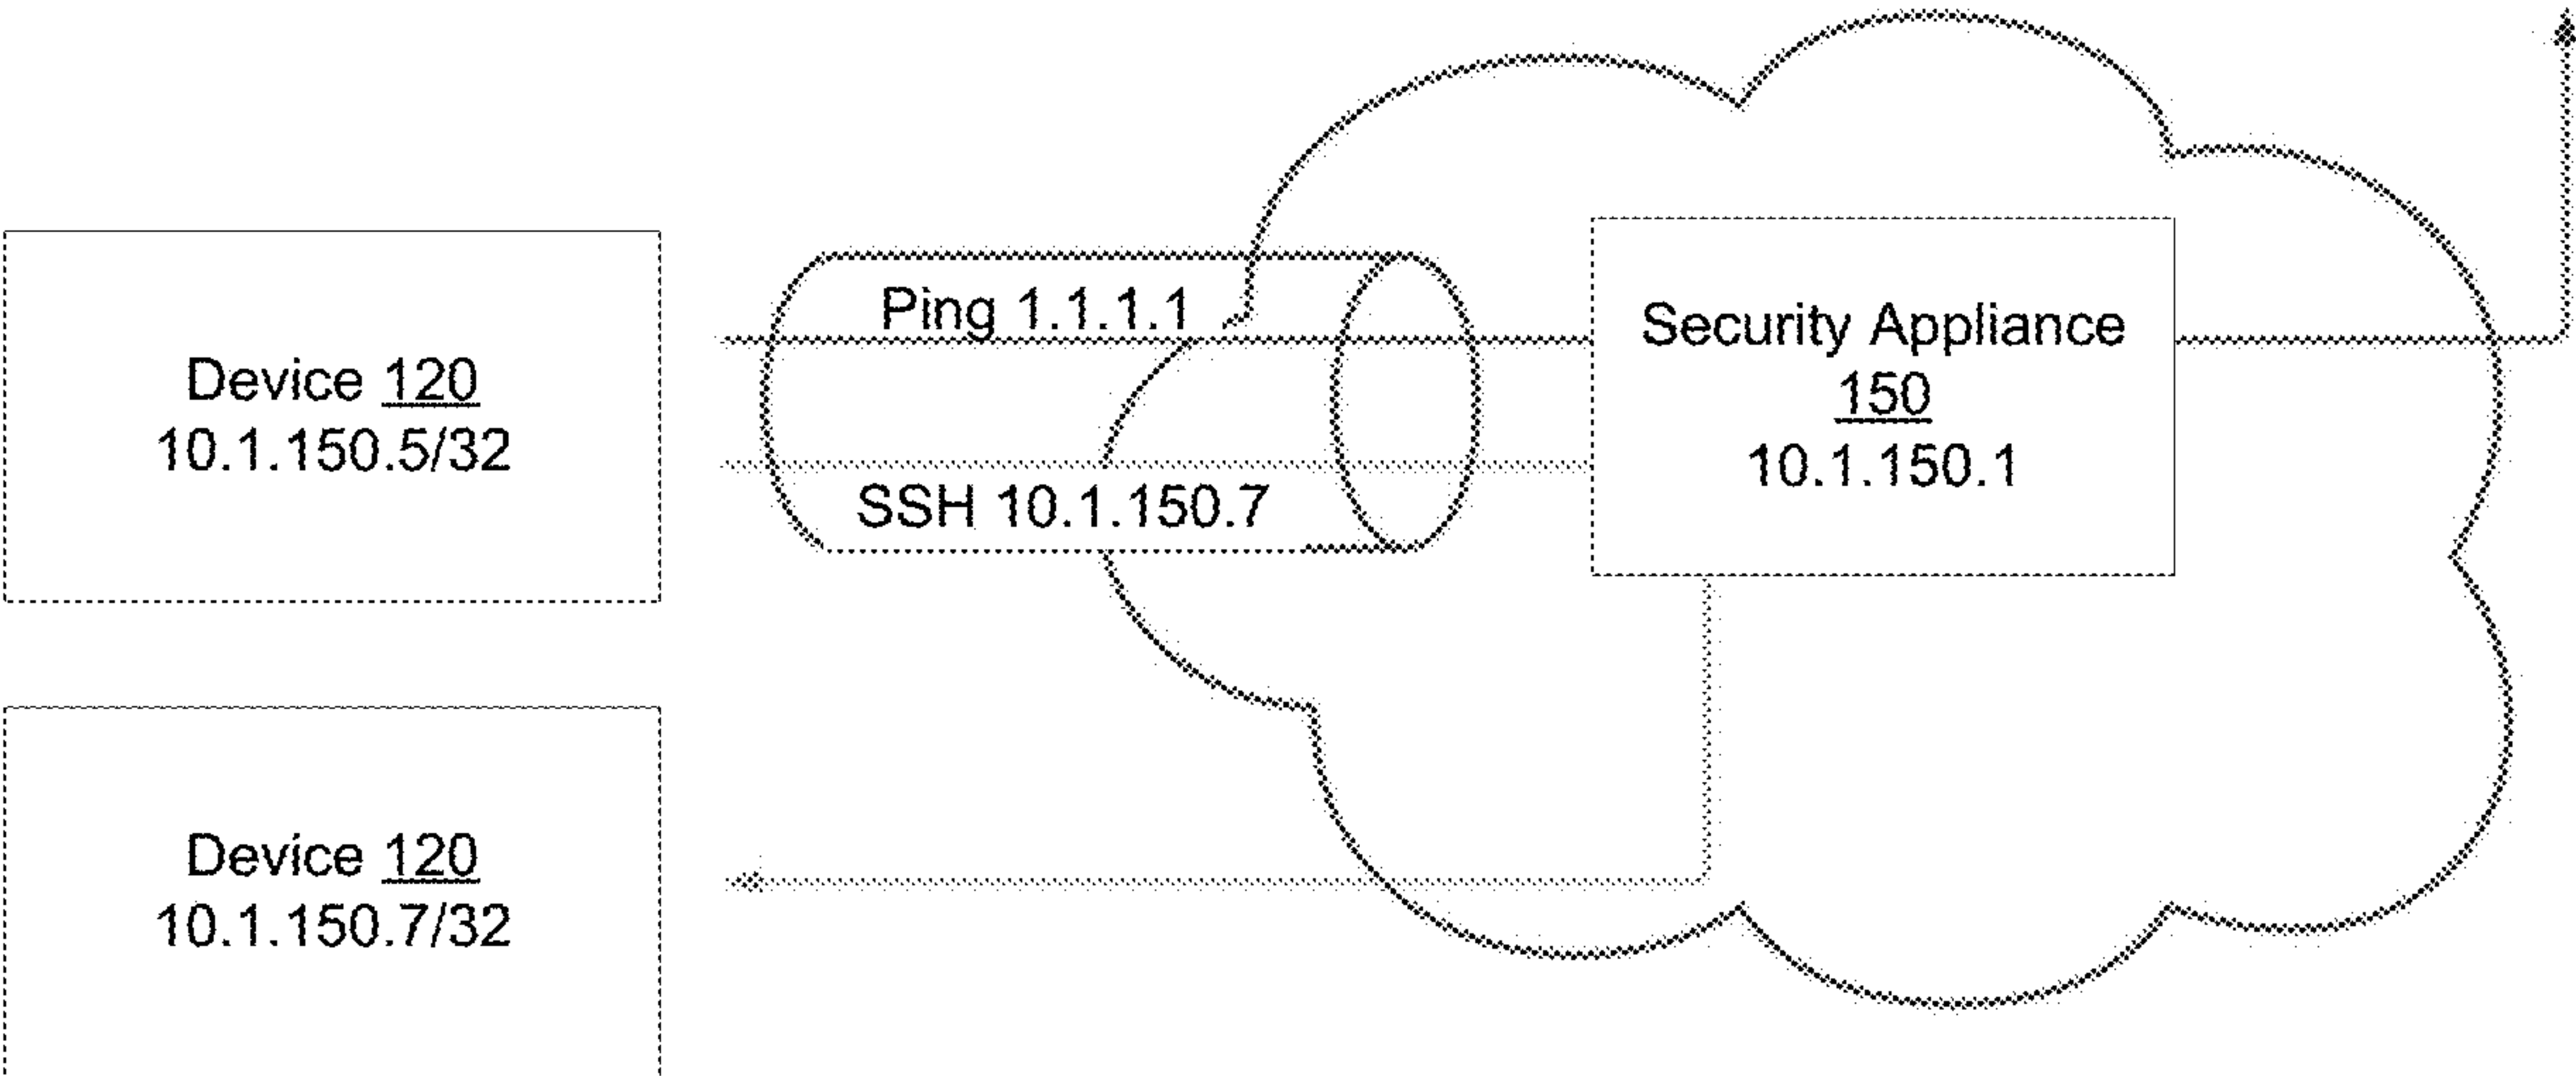 Ping 1.1.1.1
Security Appliance
150
10.1.150.1
Device 120
10.1.150.5/32
SSH 10.1.150.7
Device 120
10.1.150.7/32